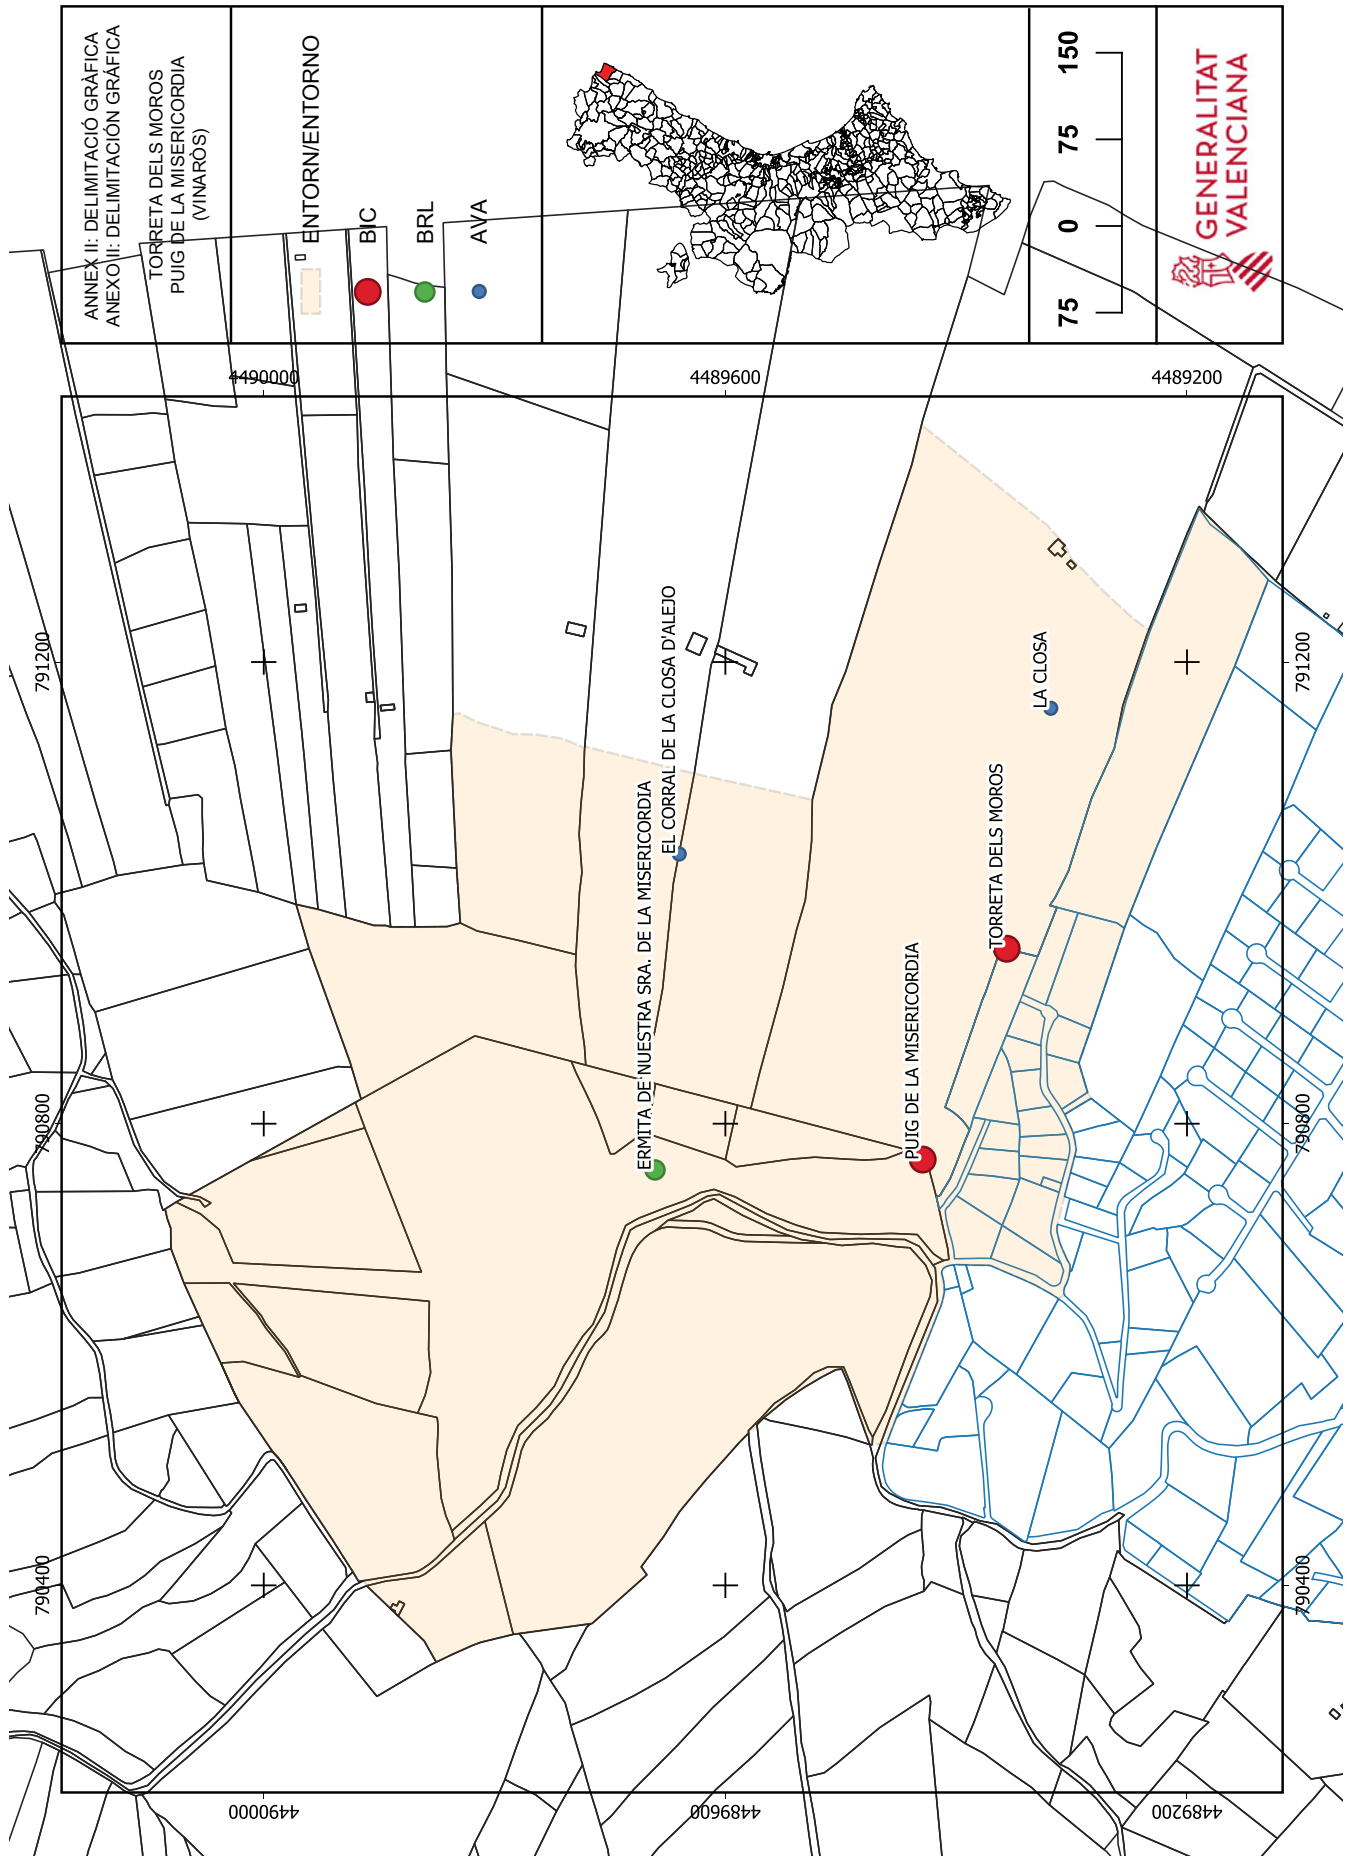 ANNEX II: DELIMITACIÓ GRÀFICA
ANEXO II: DELIMITACIÓN GRÁFICA
TORRETA DELS MOROS
PUIG DE LA MISERICORDIA
(VINARÒS)
ENTORN/ENTORNO
BIC
BRL
AVA
75 0 75 150
GENERALITAT
VALENCIANA
4490000
4489600
4489200
791200
791200
EL CORRAL DE LA CLOSA D'ALEJO
LA CLOSA
ERMITA DE NUESTRA SRA. DE LA MISERICORDIA
TORRETA DELS MOROS
PUIG DE LA MISERICORDIA
790800
790800
790400
790400
4490000
4489600
4489200